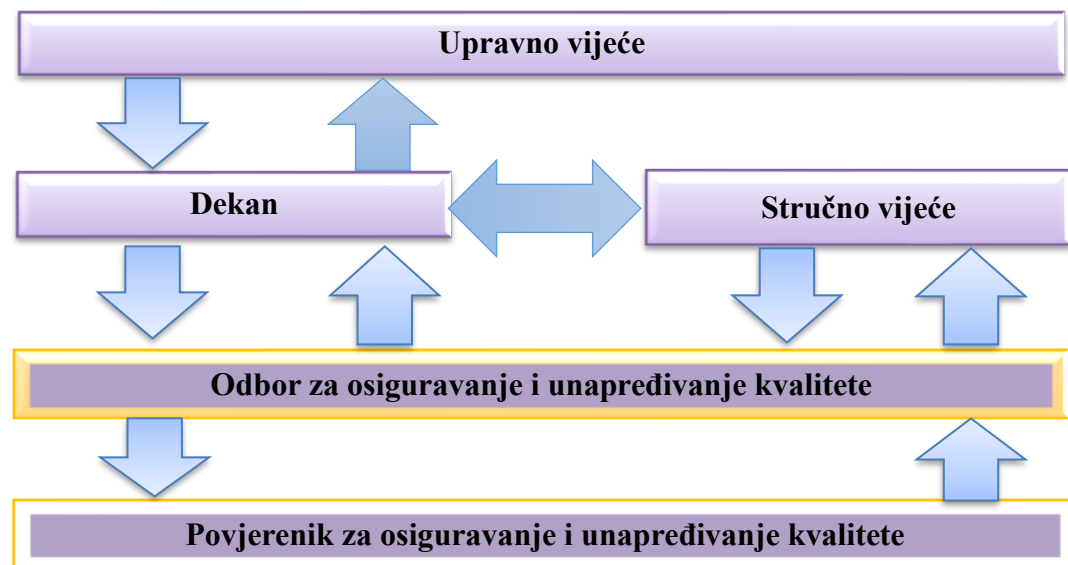 Upravno vijeće
Dekan
Stručno vijeće
Odbor za osiguravanje i unapređivanje kvalitete
Povjerenik za osiguravanje i unapređivanje kvalitete